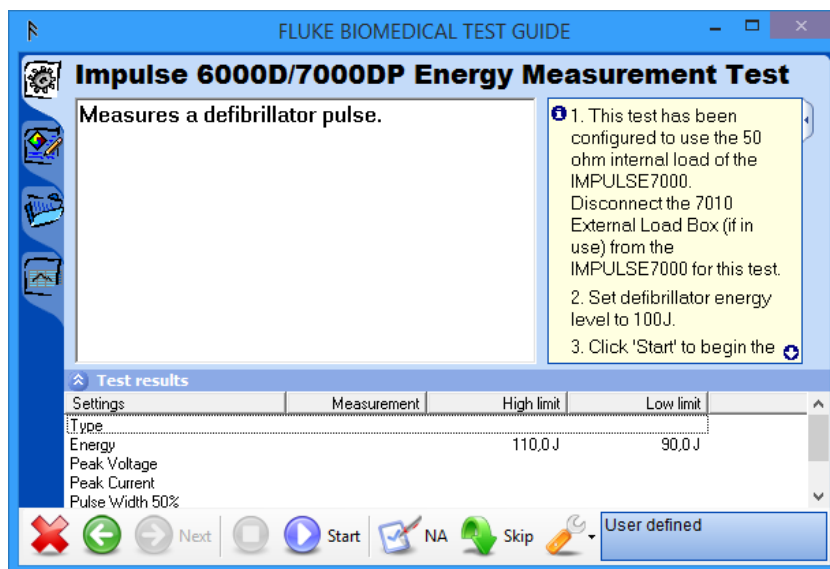 FLUKE BIOMEDICAL TEST GUIDE
Impulse 6000D/7000DP Energy Measurement Test
Measures a defibrillator pulse.
1. This test has been
configured to use the 50
ohm internal load of the
IMPULSE7000.
Disconnect the 7010
External Load Box (if in
use) from the
IMPULSE7000 for this test.
2. Set defibrillator energy
level to 100J.
3. Click 'Start' to begin the
Test results
Settings Measurement High limit Low limit
Type
Energy 110,0 J 90,0 J
Peak Voltage
Peak Current
Pulse Width 50%
Next Start NA Skip User defined